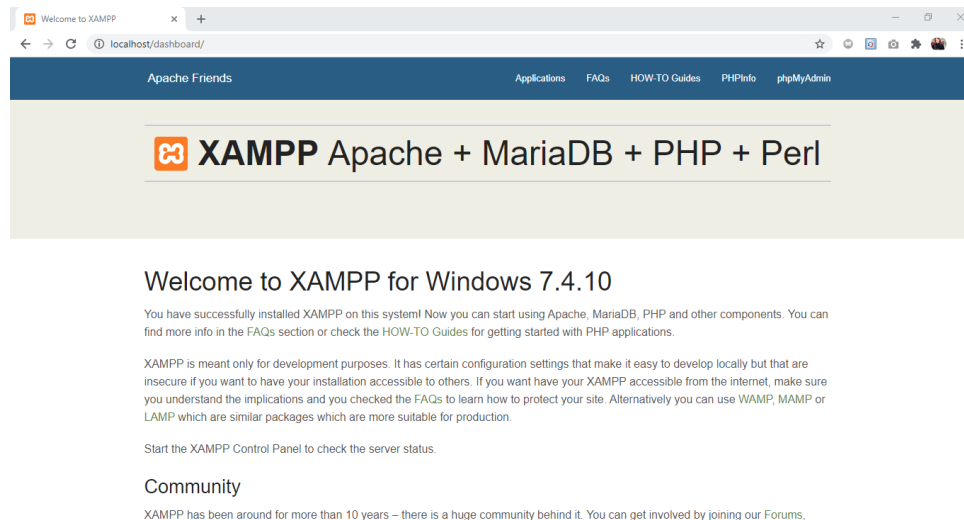 Welcome to XAMPP
localhost/dashboard/
Apache Friends
Applications FAQs HOW-TO Guides PHPInfo phpMyAdmin
XAMPP Apache + MariaDB + PHP + Perl
Welcome to XAMPP for Windows 7.4.10
You have successfully installed XAMPP on this system! Now you can start using Apache, MariaDB, PHP and other components. You can
find more info in the FAQs section or check the HOW-TO Guides for getting started with PHP applications.
XAMPP is meant only for development purposes. It has certain configuration settings that make it easy to develop locally but that are
insecure if you want to have your installation accessible to others. If you want have your XAMPP accessible from the internet, make sure
you understand the implications and you checked the FAQs to learn how to protect your site. Alternatively you can use WAMP, MAMP or
LAMP which are similar packages which are more suitable for production.
Start the XAMPP Control Panel to check the server status.
Community
XAMPP has been around for more than 10 years – there is a huge community behind it. You can get involved by joining our Forums,